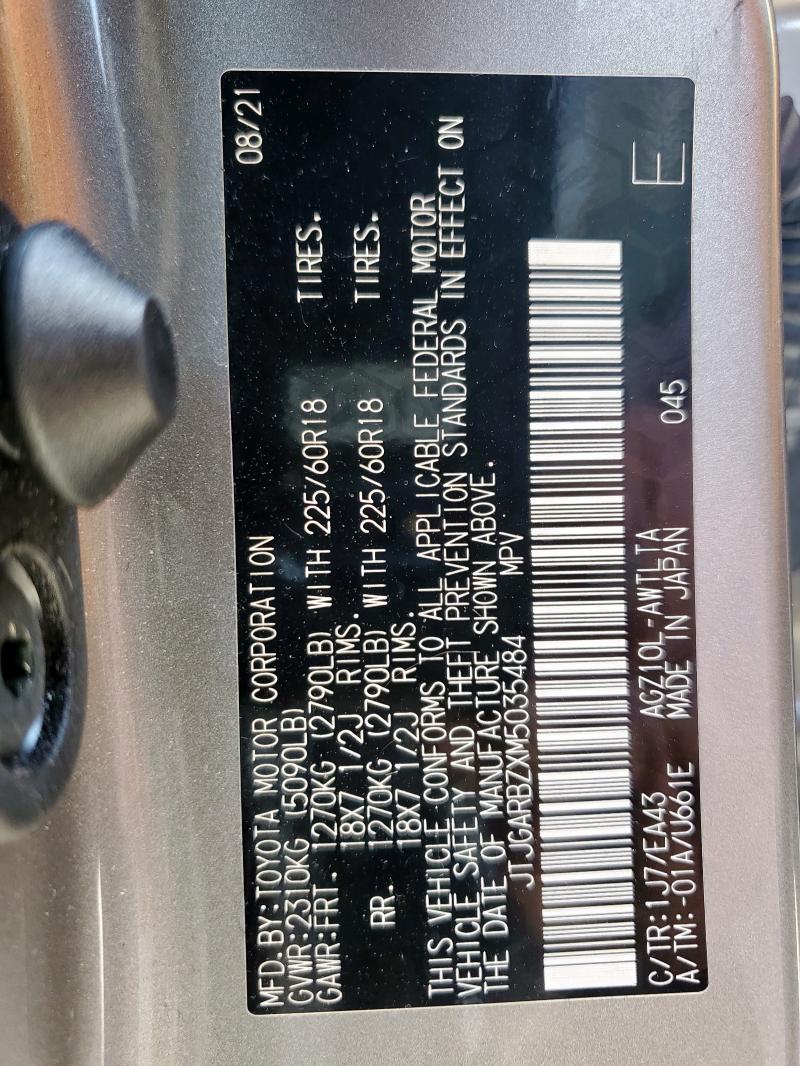 MFD.BY:TOYOTA MOTOR CORPORATION 08/21
GVWR:2310KG (5090LB)
GAWR:FRT. 1270KG (2790LB) WITH 225/60R18 TIRES.
18X7 1/2J RIMS.
RR. 1270KG (2790LB) WITH 225/60R18 TIRES.
18X7 1/2J RIMS.
THIS VEHICLE CONFORMS TO ALL APPLICABLE FEDERAL MOTOR
VEHICLE SAFETY AND THEFT PREVENTION STANDARDS IN EFFECT ON
THE DATE OF MANUFACTURE SHOWN ABOVE.
JTJGARBZXM5035484 MPV
C/TR:1J7/EA43 AGZ10L-AWTLTA 045 E
A/TM:-01A/U661E MADE IN JAPAN